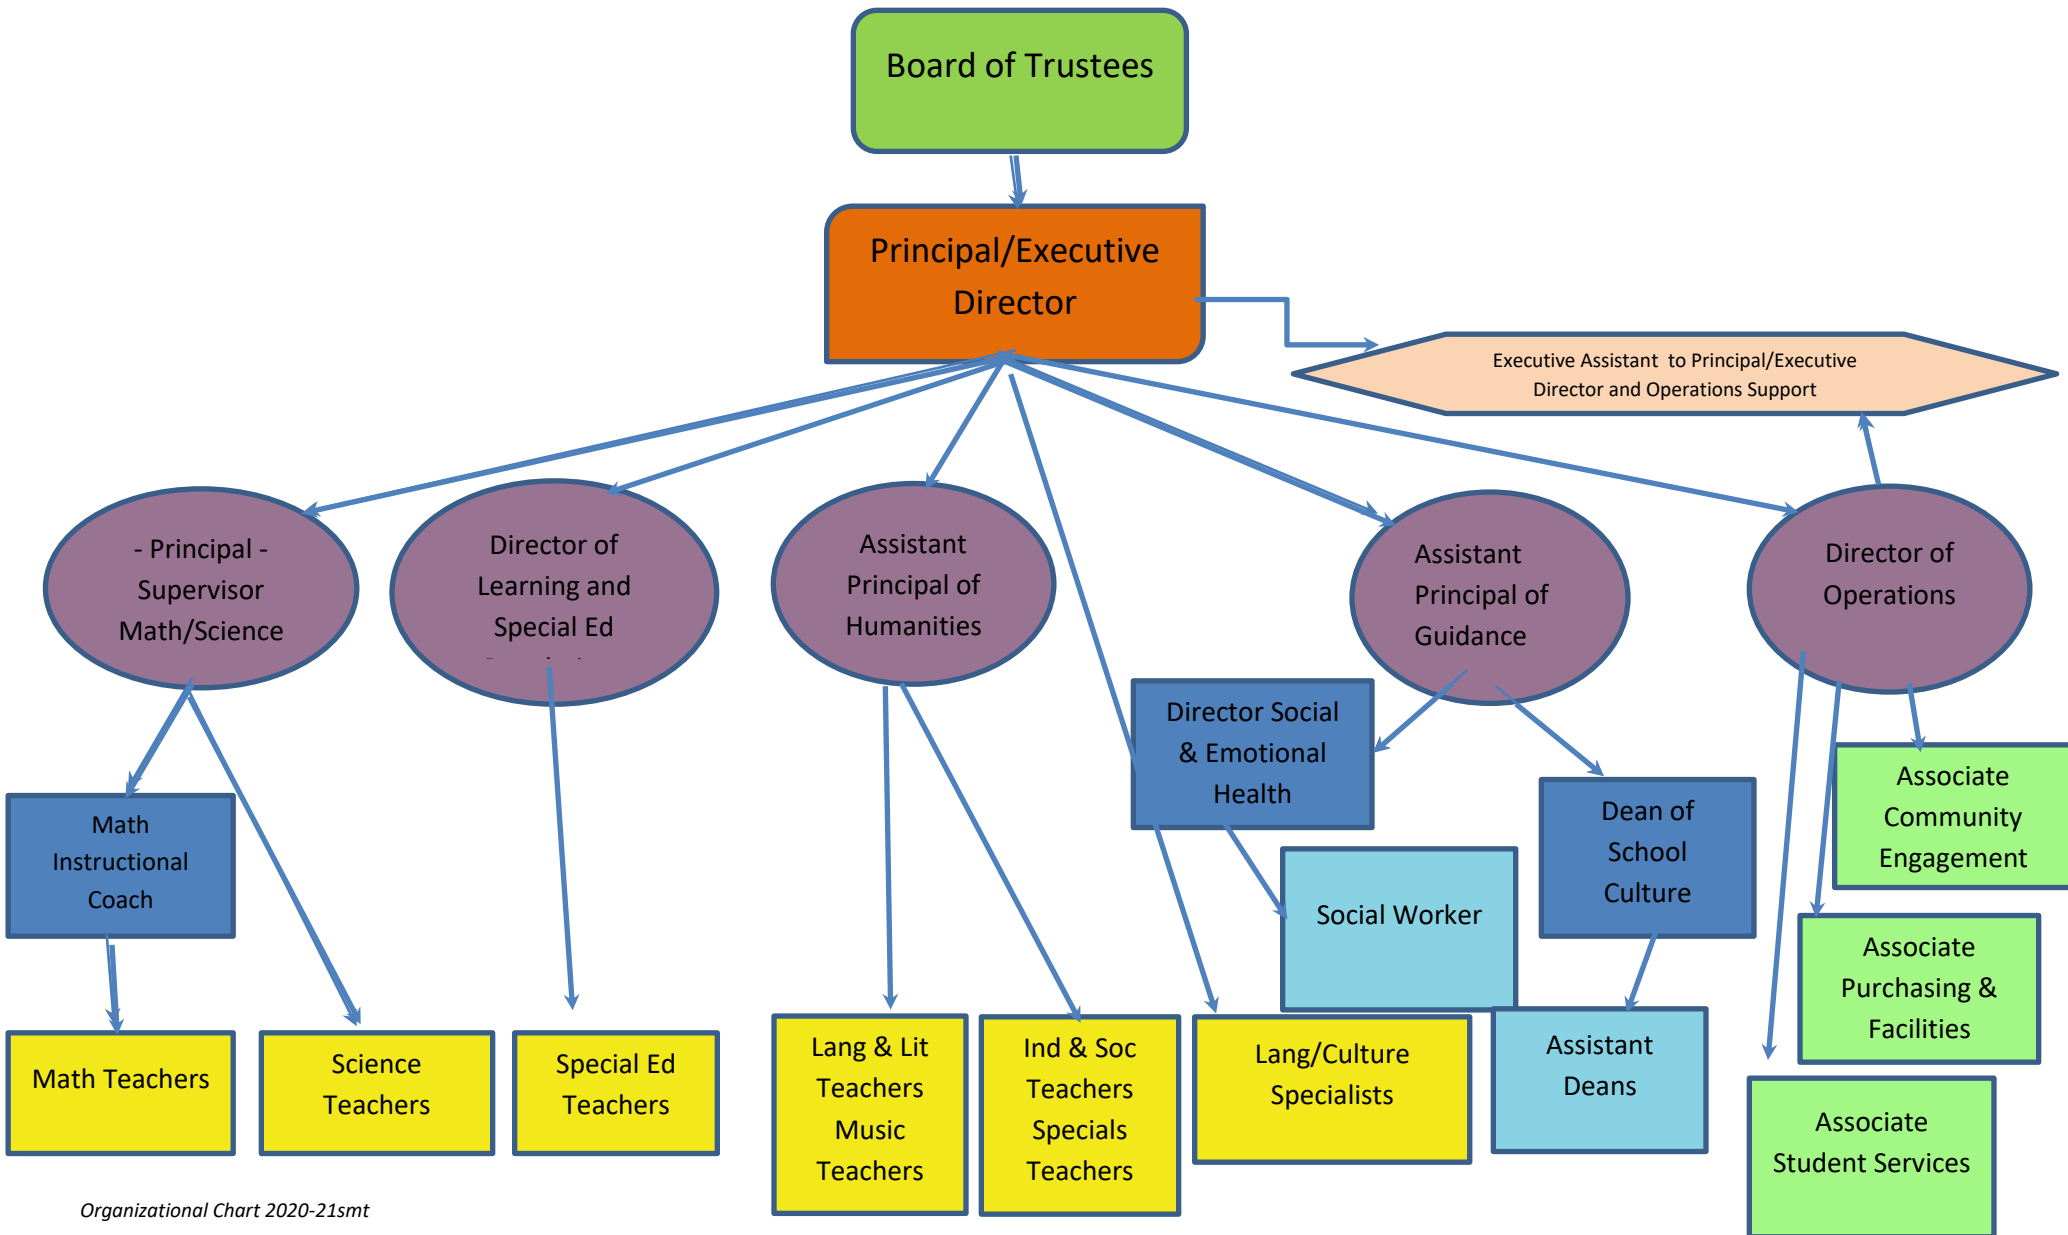 Board of Trustees
Principal/Executive
Director
Executive Assistant to Principal/Executive
Director and Operations Support
- Principal -
Supervisor
Math/Science
Director of
Learning and
Special Ed
Assistant
Principal of
Humanities
Assistant
Principal of
Guidance
Director of
Operations
Director Social
& Emotional
Health
Math
Instructional
Coach
Dean of
School
Culture
Associate
Community
Engagement
Social Worker
Associate
Purchasing &
Facilities
Math Teachers
Science
Teachers
Special Ed
Teachers
Lang & Lit
Teachers
Music
Teachers
Ind & Soc
Teachers
Specials
Teachers
Lang/Culture
Specialists
Assistant
Deans
Associate
Student Services
Organizational Chart 2020-21smt